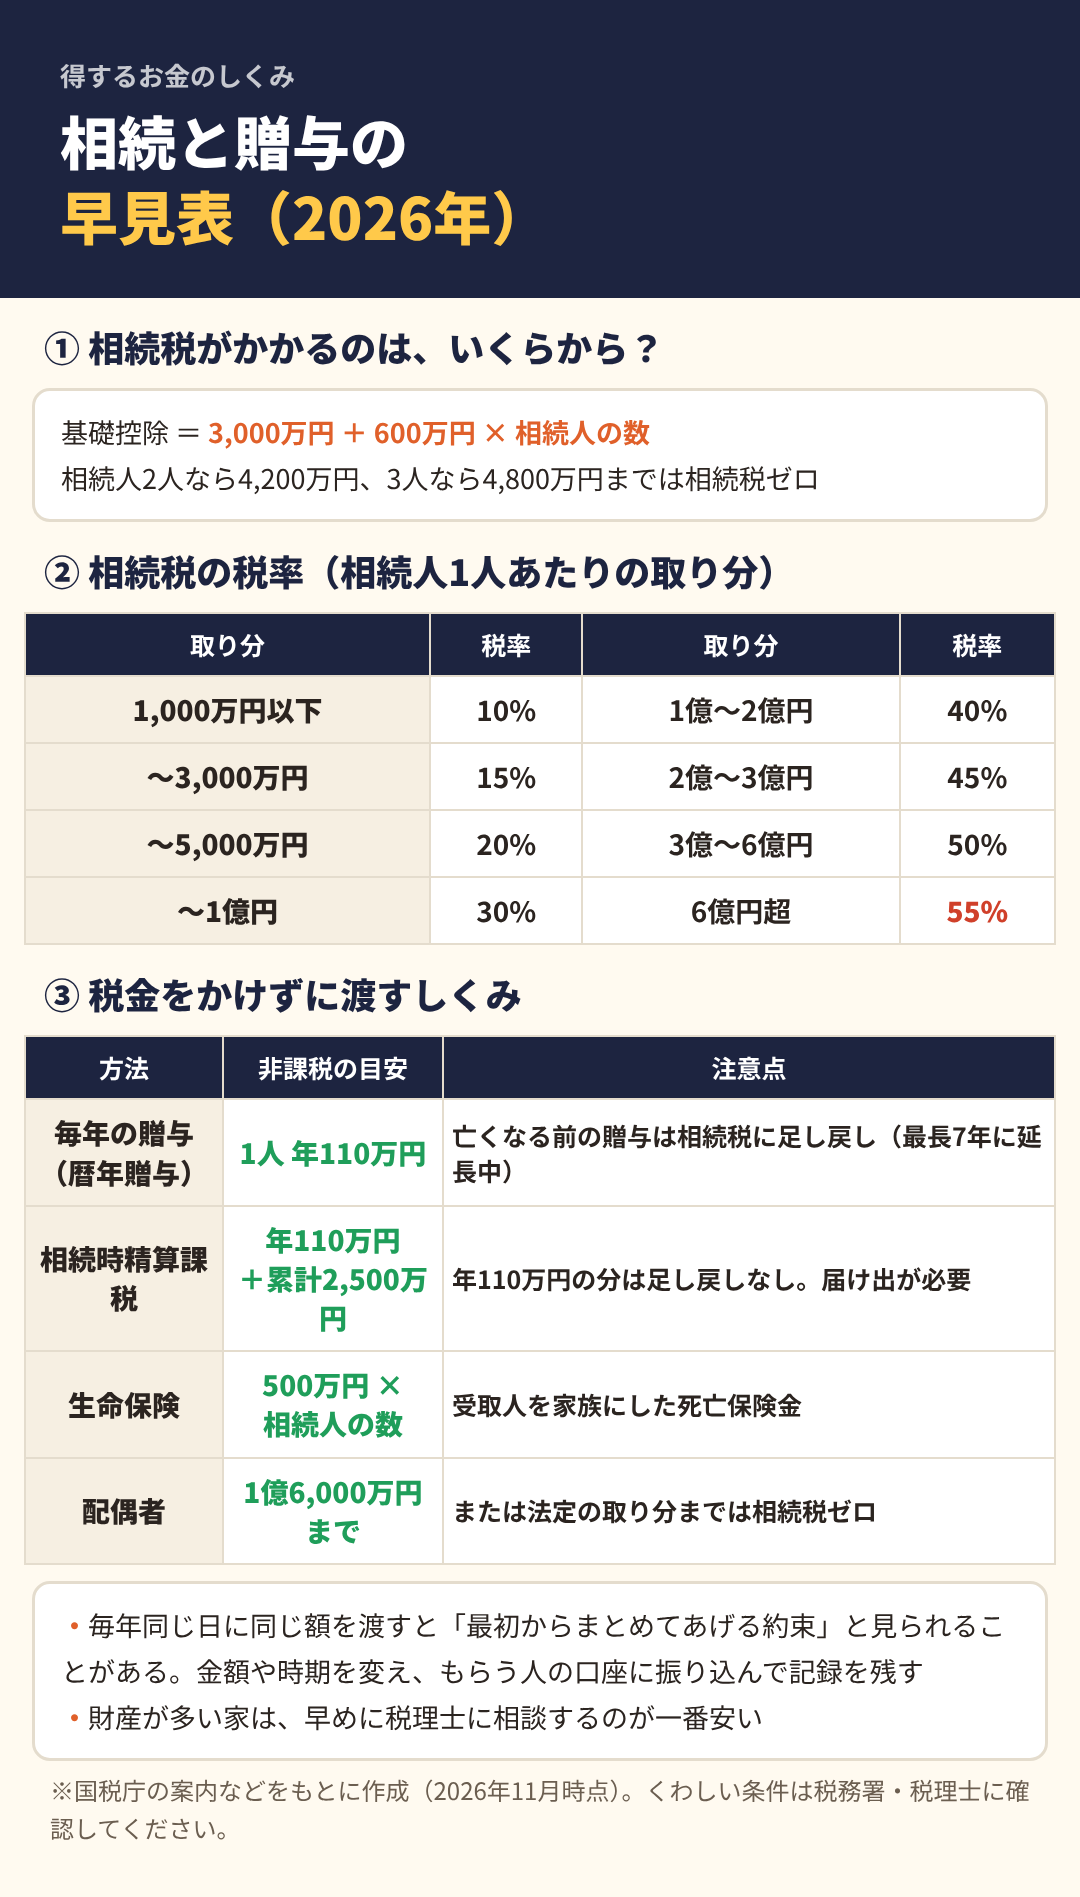 得するお金のしくみ
相続と贈与の
早見表（2026年）
① 相続税がかかるのは、いくらから？
基礎控除 ＝ 3,000万円 ＋ 600万円 × 相続人の数
相続人2人なら4,200万円、3人なら4,800万円までは相続税ゼロ
② 相続税の税率（相続人1人あたりの取り分）
取り分 税率 取り分 税率
1,000万円以下 10% 1億〜2億円 40%
〜3,000万円 15% 2億〜3億円 45%
〜5,000万円 20% 3億〜6億円 50%
〜1億円 30% 6億円超 55%
③ 税金をかけずに渡すしくみ
方法 非課税の目安 注意点
毎年の贈与
（暦年贈与）
1人 年110万円
亡くなる前の贈与は相続税に足し戻し（最長7年に延
長中）
相続時精算課
税
年110万円
＋累計2,500万
円
年110万円の分は足し戻しなし。届け出が必要
生命保険
500万円 ×
相続人の数
受取人を家族にした死亡保険金
配偶者
1億6,000万円
まで
または法定の取り分までは相続税ゼロ
・毎年同じ日に同じ額を渡すと「最初からまとめてあげる約束」と見られるこ
とがある。金額や時期を変え、もらう人の口座に振り込んで記録を残す
・財産が多い家は、早めに税理士に相談するのが一番安い
※国税庁の案内などをもとに作成（2026年11月時点）。くわしい条件は税務署・税理士に確
認してください。